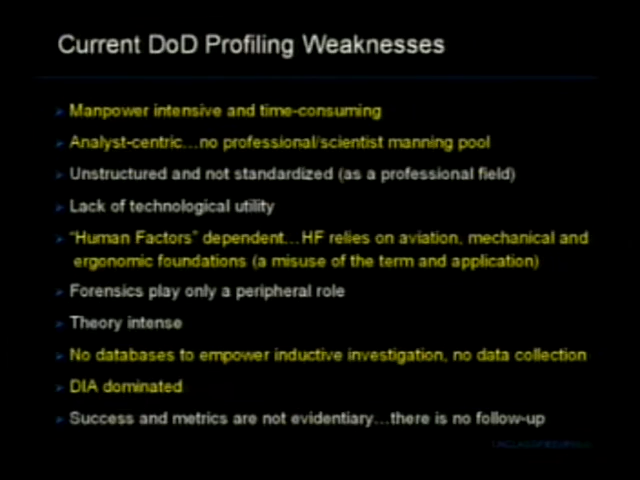 Current DoD Profiling Weaknesses
Manpower intensive and time-consuming
Analyst-centric…no professional/scientist manning pool
Unstructured and not standardized (as a professional field)
Lack of technological utility
"Human Factors" dependent…HF relies on aviation, mechanical and
ergonomic foundations (a misuse of the term and application)
Forensics play only a peripheral role
Theory intense
No databases to empower inductive investigation, no data collection
DIA dominated
Success and metrics are not evidentiary…there is no follow-up